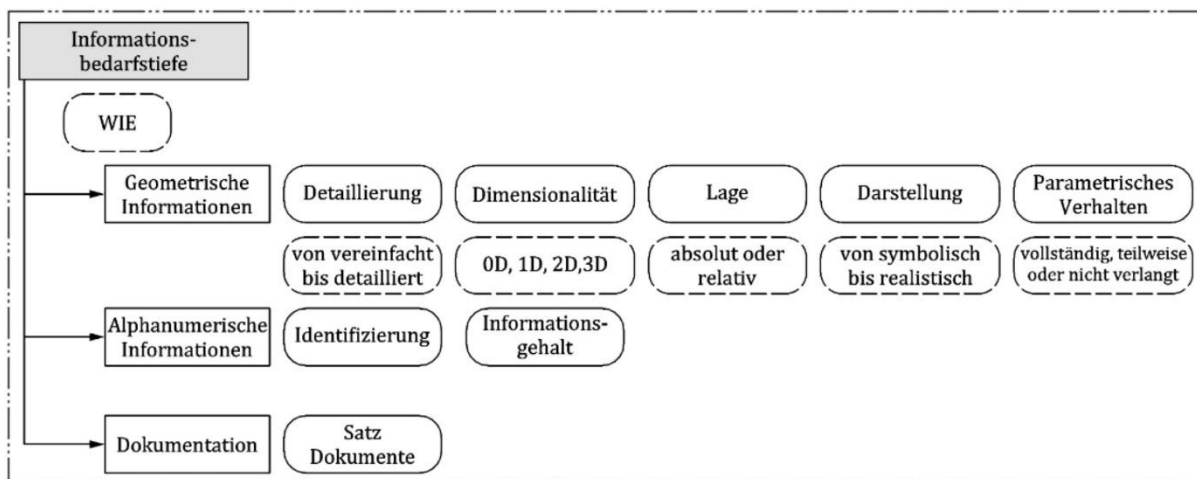 Informations-
bedarfstiefe
WIE
Geometrische
Informationen
Detaillierung
Dimensionalität
Lage
Darstellung
Parametrisches
Verhalten
von vereinfacht
bis detailliert
0D, 1D, 2D,3D
absolut oder
relativ
von symbolisch
bis realistisch
vollständig, teilweise
oder nicht verlangt
Alphanumerische
Informationen
Identifizierung
Informations-
gehalt
Dokumentation
Satz
Dokumente